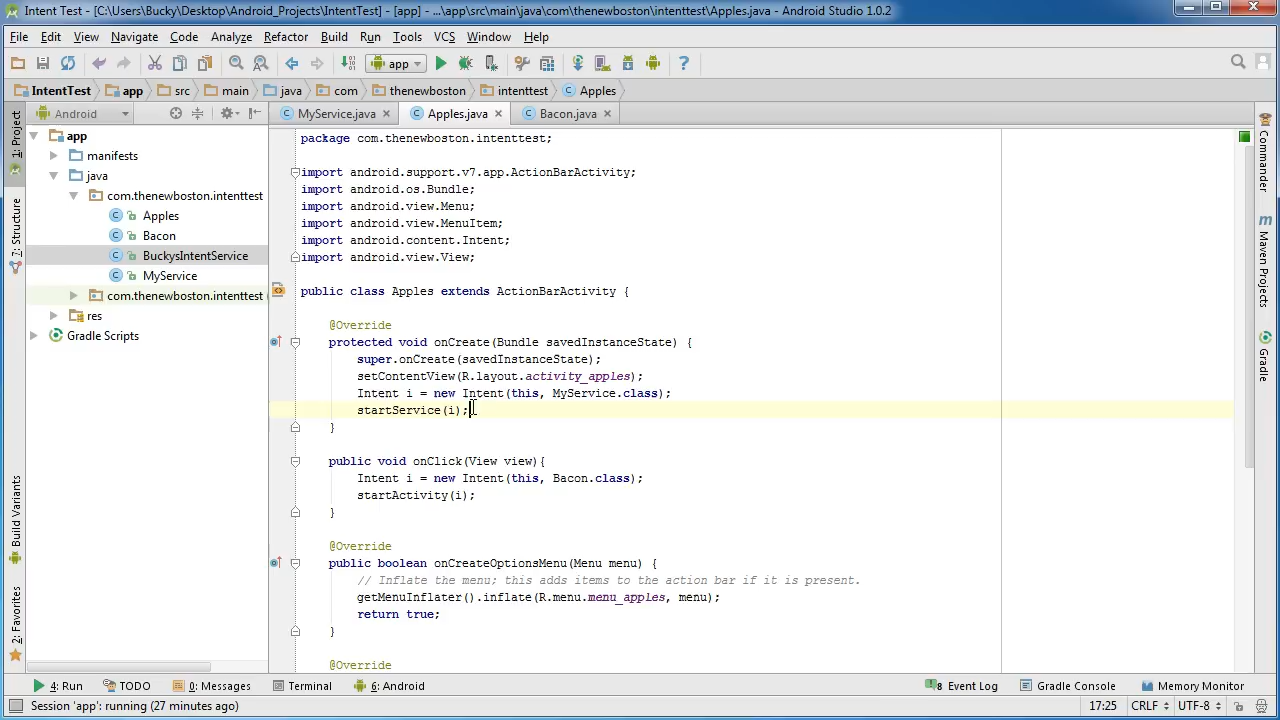 Intent Test - [C:\Users\Bucky\Desktop\Android_Projects\IntentTest] - [app] - ...\app\src\main\java\com\thenewboston\intenttest\Apples.java - Android Studio 1.0.2
File Edit View Navigate Code Analyze Refactor Build Run Tools VCS Window Help
app
IntentTest app src main java com thenewboston intenttest Apples
Android
MyService.java Apples.java Bacon.java
1: Project
7: Structure
Build Variants
2: Favorites
app
manifests
java
com.thenewboston.intenttest
Apples
Bacon
BuckysIntentService
MyService
com.thenewboston.intenttest (
res
Gradle Scripts
package com.thenewboston.intenttest;
import android.support.v7.app.ActionBarActivity;
import android.os.Bundle;
import android.view.Menu;
import android.view.MenuItem;
import android.content.Intent;
import android.view.View;
public class Apples extends ActionBarActivity {
@Override
protected void onCreate(Bundle savedInstanceState) {
super.onCreate(savedInstanceState);
setContentView(R.layout.activity_apples);
Intent i = new Intent(this, MyService.class);
startService(i);
}
public void onClick(View view){
Intent i = new Intent(this, Bacon.class);
startActivity(i);
}
@Override
public boolean onCreateOptionsMenu(Menu menu) {
// Inflate the menu; this adds items to the action bar if it is present.
getMenuInflater().inflate(R.menu.menu_apples, menu);
return true;
}
@Override
Commander
Maven Projects
Gradle
4: Run TODO 0: Messages Terminal 6: Android Event Log Gradle Console Memory Monitor
Session 'app': running (27 minutes ago) 17:25 CRLF UTF-8